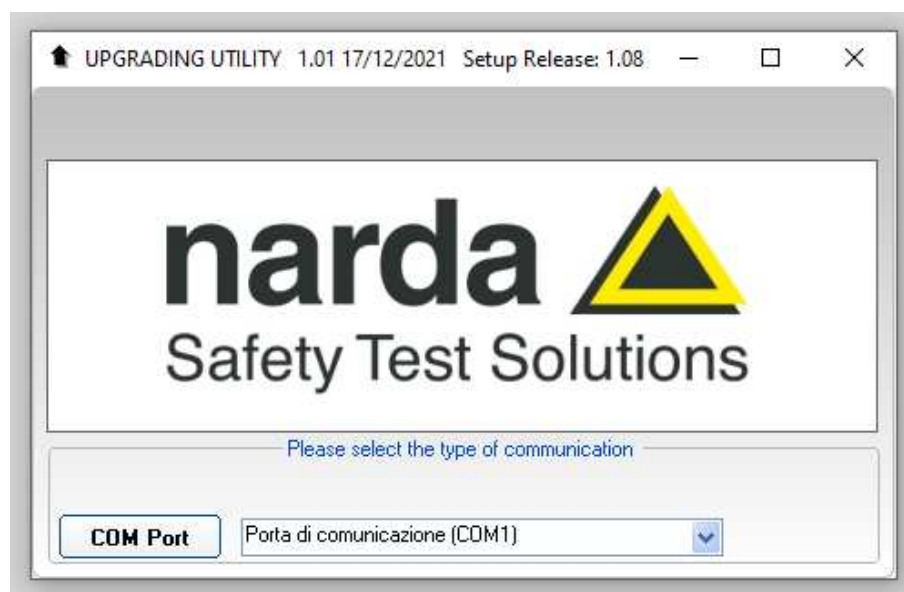 UPGRADING UTILITY 1.01 17/12/2021 Setup Release: 1.08
narda
Safety Test Solutions
Please select the type of communication
COM Port
Porta di comunicazione (COM1)